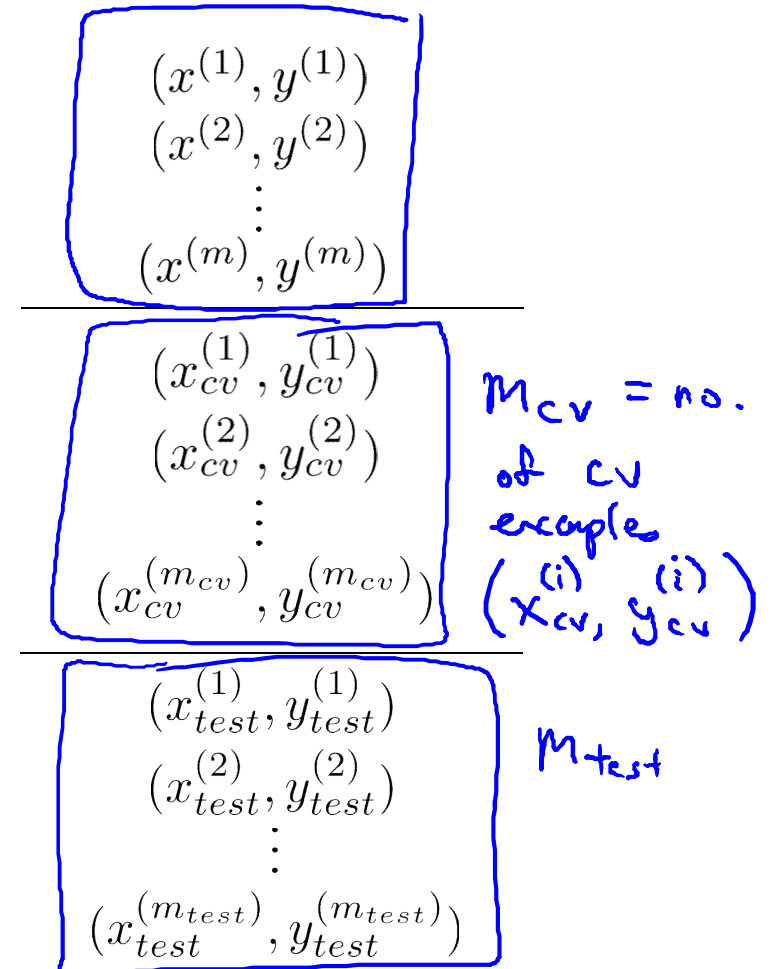 (x^{(1)}, y^{(1)})
(x^{(2)}, y^{(2)})
⋮
(x^{(m)}, y^{(m)})
(x_{cv}^{(1)}, y_{cv}^{(1)})
(x_{cv}^{(2)}, y_{cv}^{(2)})
⋮
(x_{cv}^{(m_{cv})}, y_{cv}^{(m_{cv})})
m_{cv} = no.
of cv
examples
(x_{cv}^{(i)}, y_{cv}^{(i)})
(x_{test}^{(1)}, y_{test}^{(1)})
(x_{test}^{(2)}, y_{test}^{(2)})
⋮
(x_{test}^{(m_{test})}, y_{test}^{(m_{test})})
m_{test}